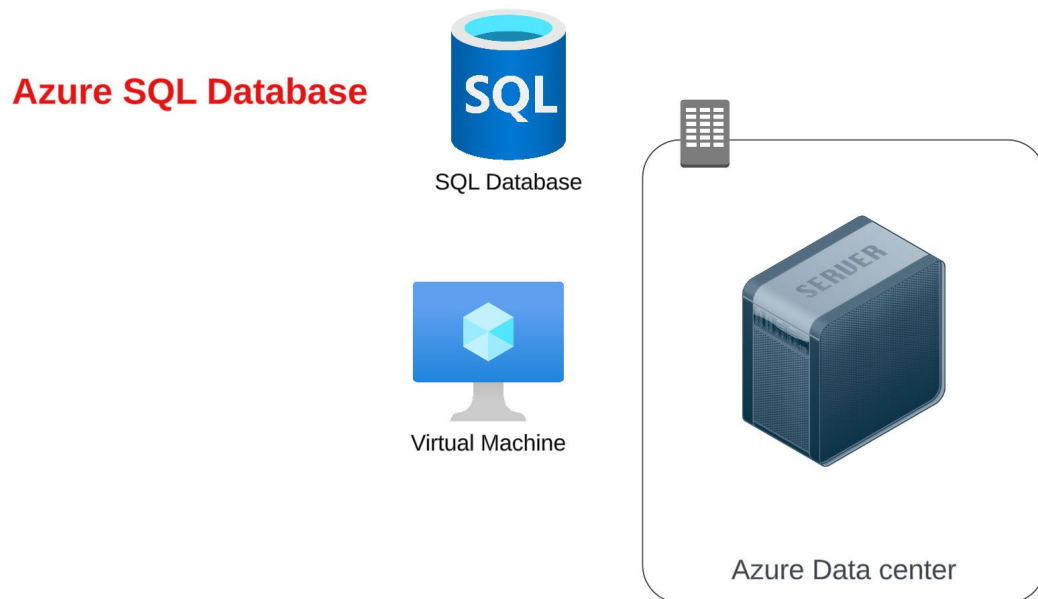 Azure SQL Database
SQL
SQL Database
SERVER
Virtual Machine
Azure Data center